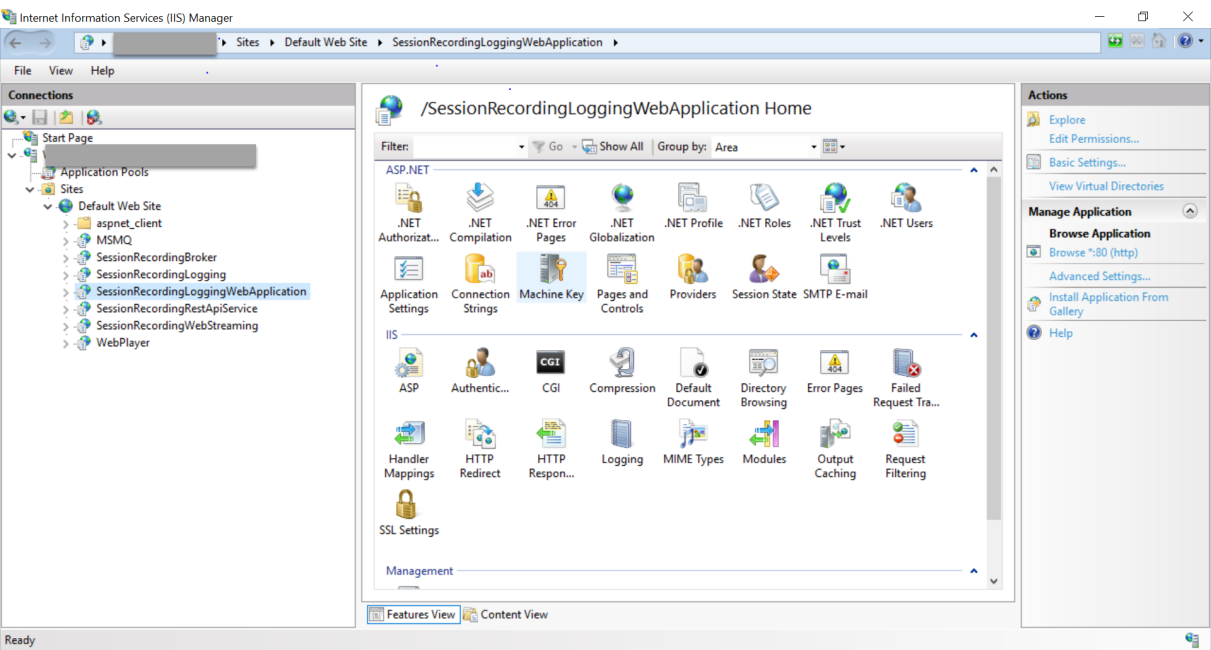 Internet Information Services (IIS) Manager
Sites Default Web Site SessionRecordingLoggingWebApplication
File View Help
Connections
Start Page
Application Pools
Sites
Default Web Site
aspnet_client
MSMQ
SessionRecordingBroker
SessionRecordingLogging
SessionRecordingLoggingWebApplication
SessionRecordingRestApiService
SessionRecordingWebStreaming
WebPlayer
/SessionRecordingLoggingWebApplication Home
Filter: Go Show All Group by: Area
ASP.NET
.NET Authorizat...
.NET Compilation
.NET Error Pages
.NET Globalization
.NET Profile
.NET Roles
.NET Trust Levels
.NET Users
Application Settings
Connection Strings
Machine Key
Pages and Controls
Providers
Session State
SMTP E-mail
IIS
ASP
Authentic...
CGI
Compression
Default Document
Directory Browsing
Error Pages
Failed Request Tra...
Handler Mappings
HTTP Redirect
HTTP Respon...
Logging
MIME Types
Modules
Output Caching
Request Filtering
SSL Settings
Management
Features View Content View
Actions
Explore
Edit Permissions...
Basic Settings...
View Virtual Directories
Manage Application
Browse Application
Browse *:80 (http)
Advanced Settings...
Install Application From
Gallery
Help
Ready